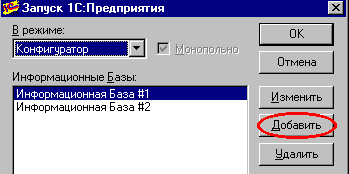 Запуск 1С:Предприятия
В режиме:
Конфигуратор
Монопольно
OK
Отмена
Информационные Базы:
Информационная База #1
Информационная База #2
Изменить
Добавить
Удалить